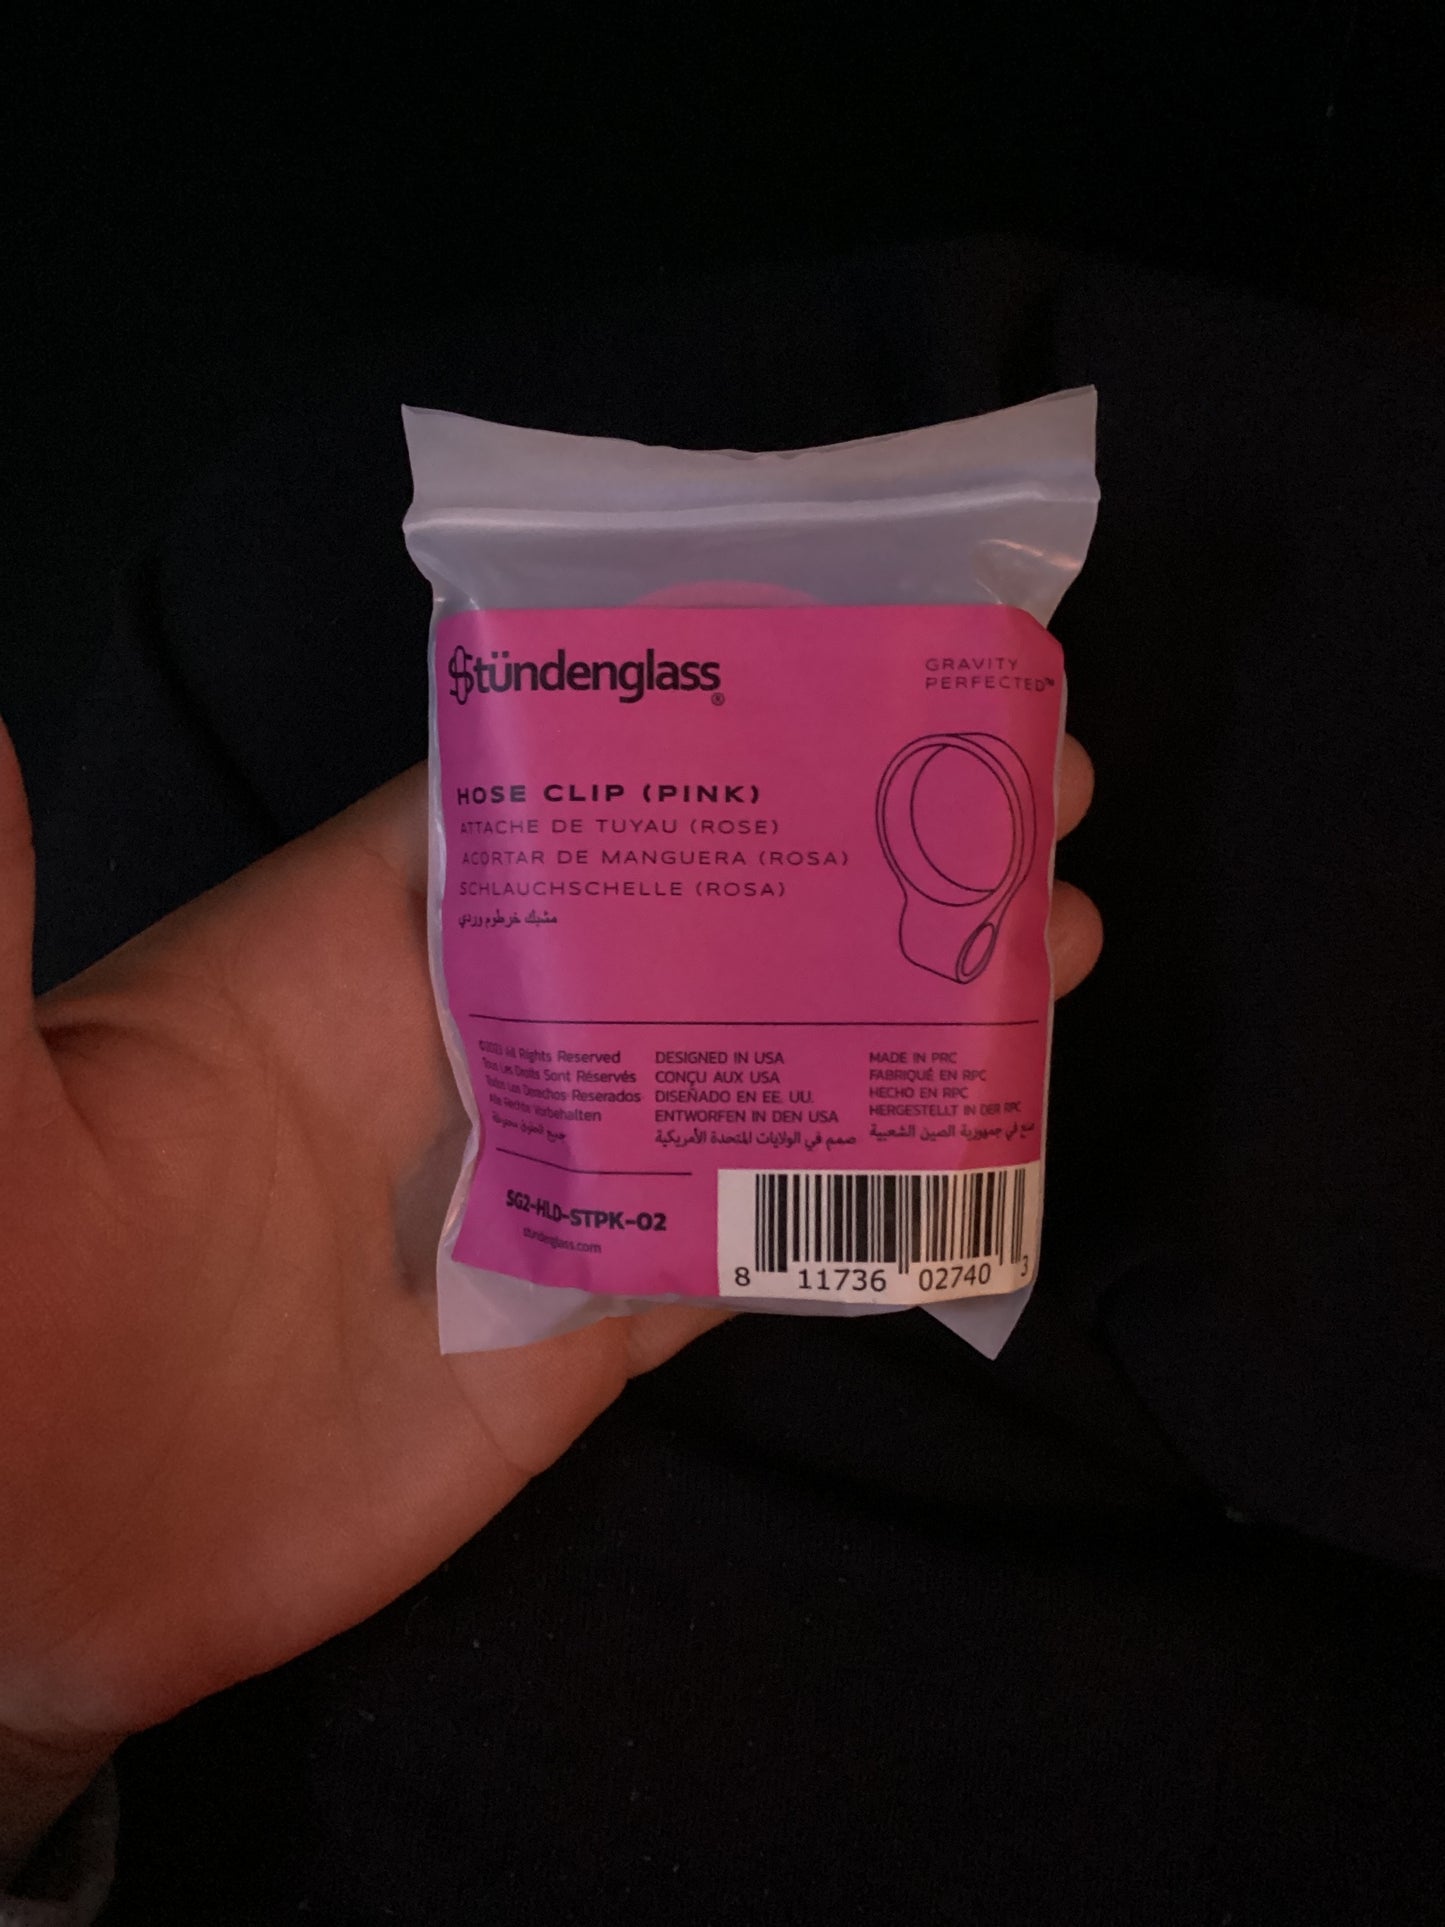 Stündenglass®
GRAVITY
PERFECTED™
HOSE CLIP (PINK)
ATTACHE DE TUYAU (ROSE)
ACORTAR DE MANGUERA (ROSA)
SCHLAUCHSCHELLE (ROSA)
مشبك خرطوم وردي
©2023 All Rights Reserved
Tous Les Droits Sont Réservés
Todos Los Derechos Reserados
Alle Rechte Vorbehalten
DESIGNED IN USA
CONÇU AUX USA
DISEÑADO EN EE. UU.
ENTWORFEN IN DEN USA
صمم في الولايات المتحدة الأمريكية
MADE IN PRC
FABRIQUÉ EN RPC
HECHO EN RPC
HERGESTELLT IN DER RPC
صنع في جمهورية الصين الشعبية
SG2-HLD-STPK-02
stundenglass.com
8 11736 02740 3